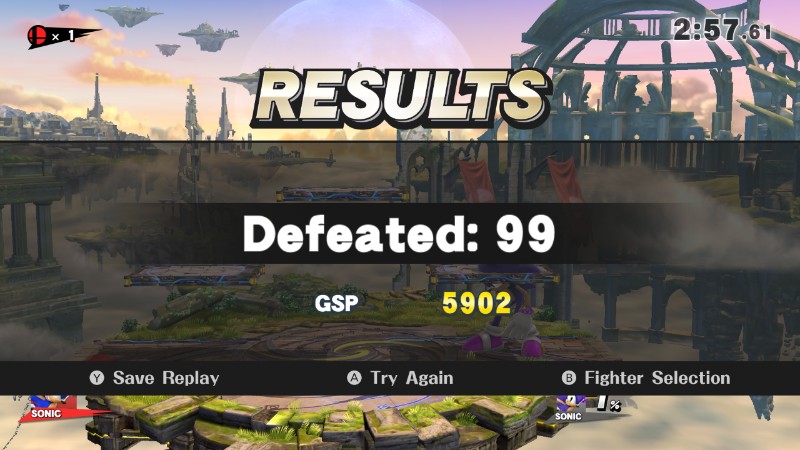 × 1
2:57.61
RESULTS
Defeated: 99
GSP 5902
Y Save Replay A Try Again B Fighter Selection
SONIC
SONIC 1%